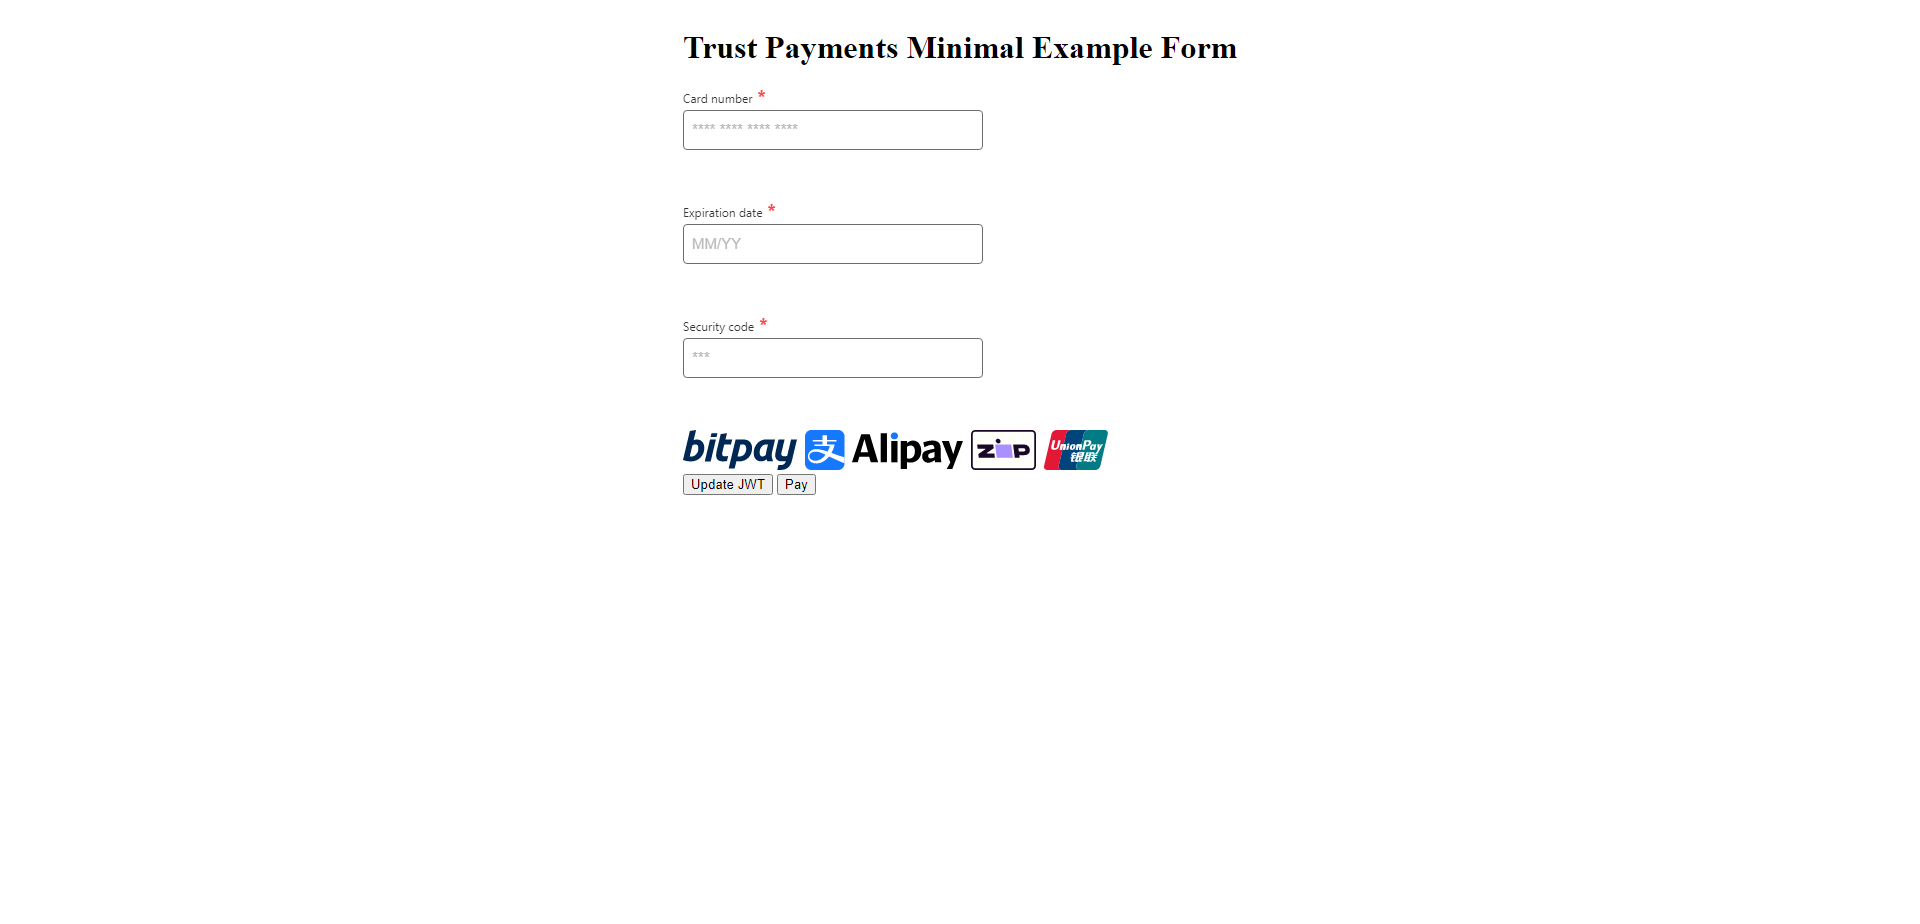 Trust Payments Minimal Example Form
Card number *
**** **** **** ****
Expiration date *
MM/YY
Security code *
***
bitpay 支 Alipay zip UnionPay 银联
Update JWT Pay